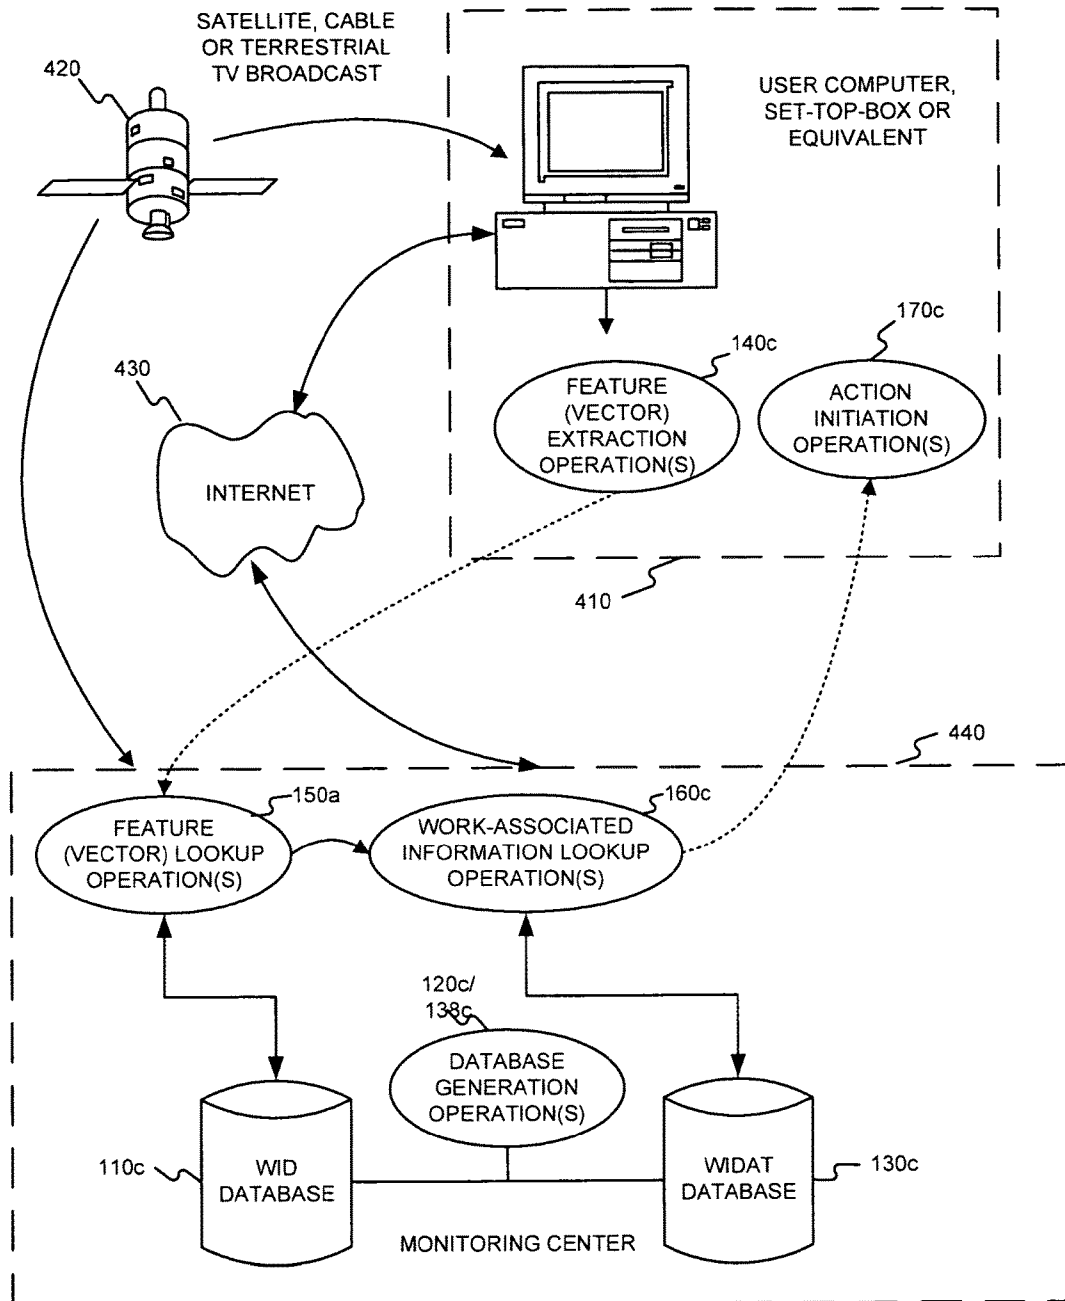 SATELLITE, CABLE
OR TERRESTRIAL
TV BROADCAST
420
USER COMPUTER,
SET-TOP-BOX OR
EQUIVALENT
170c
140c
430
FEATURE
(VECTOR)
EXTRACTION
OPERATION(S)
ACTION
INITIATION
OPERATION(S)
INTERNET
410
440
150a
160c
FEATURE
(VECTOR) LOOKUP
OPERATION(S)
WORK-ASSOCIATED
INFORMATION LOOKUP
OPERATION(S)
120c/
138c
DATABASE
GENERATION
OPERATION(S)
110c
WID
DATABASE
WIDAT
DATABASE
130c
MONITORING CENTER